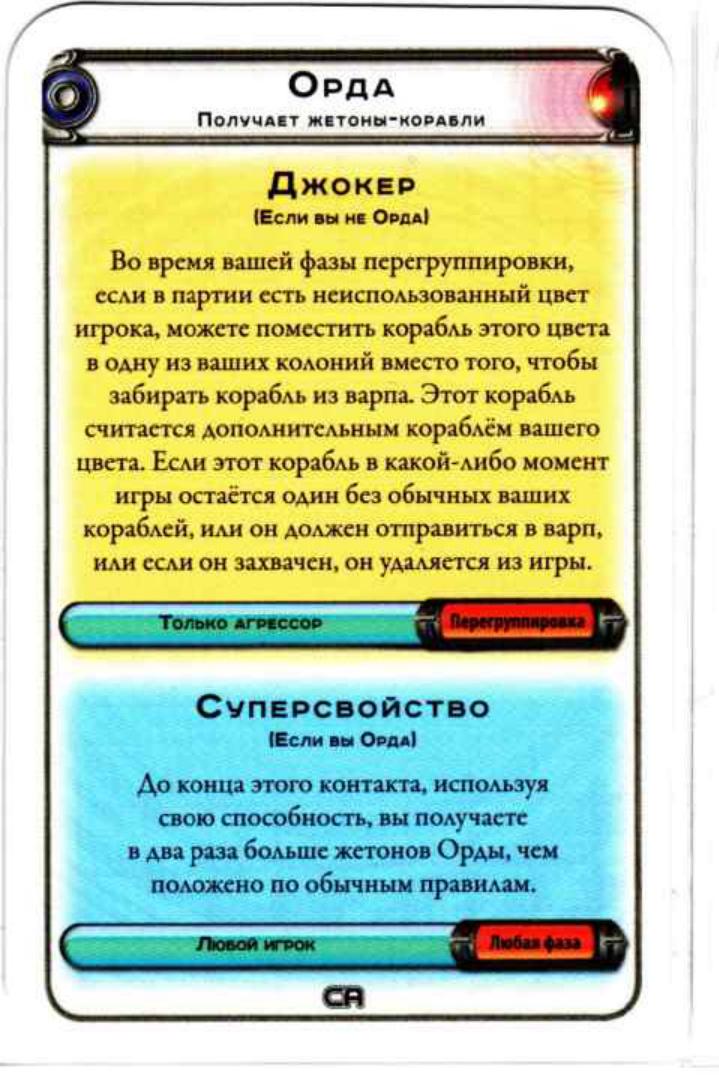 Орда
Получает жетоны-корабли
Джокер
(Если вы не Орда)
Во время вашей фазы перегруппировки,
если в партии есть неиспользованный цвет
игрока, можете поместить корабль этого цвета
в одну из ваших колоний вместо того, чтобы
забирать корабль из варпа. Этот корабль
считается дополнительным кораблём вашего
цвета. Если этот корабль в какой-либо момент
игры остаётся один без обычных ваших
кораблей, или он должен отправиться в варп,
или если он захвачен, он удаляется из игры.
Только агрессор Перегруппировка
Суперсвойство
(Если вы Орда)
До конца этого контакта, используя
свою способность, вы получаете
в два раза больше жетонов Орды, чем
положено по обычным правилам.
Любой игрок Любая фаза
CA